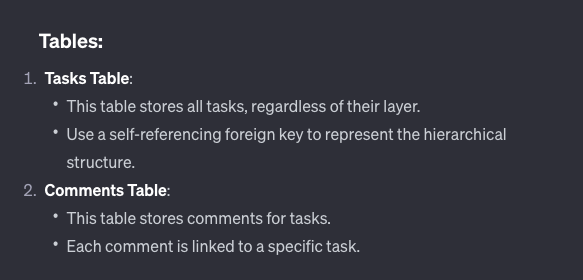 Tables:
1. Tasks Table:
• This table stores all tasks, regardless of their layer.
• Use a self-referencing foreign key to represent the hierarchical
structure.
2. Comments Table:
• This table stores comments for tasks.
• Each comment is linked to a specific task.